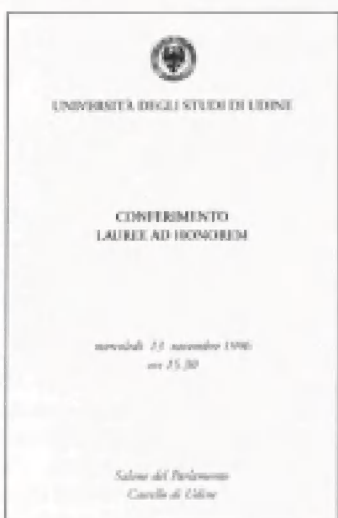 UNIVERSITÀ DEGLI STUDI DI UDINE
CONFERIMENTO
LAUREE AD HONOREM
mercoledì 13 novembre 1996
ore 15.30
Salone del Parlamento
Castello di Udine